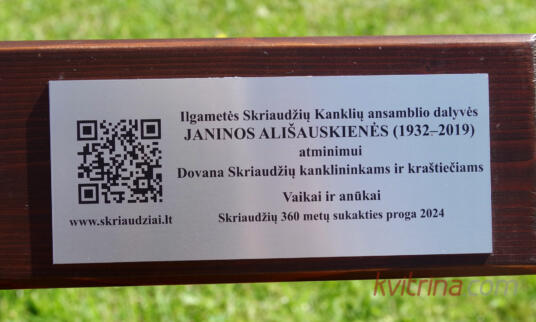 Ilgametės Skriaudžių Kanklių ansamblio dalyvės
JANINOS ALIŠAUSKIENĖS (1932–2019)
atminimui
Dovana Skriaudžių kanklininkams ir kraštiečiams
Vaikai ir anūkai
Skriaudžių 360 metų sukakties proga 2024
www.skriaudziai.lt
kvitrina.com